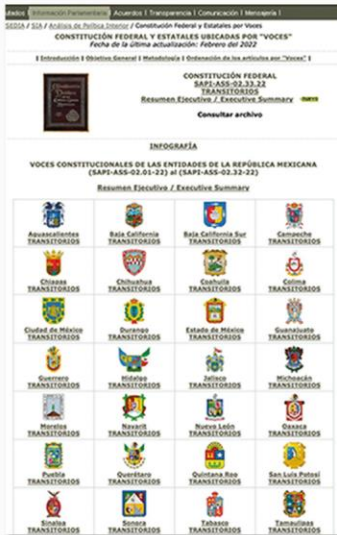 Información Parlamentaria Acuerdos | Transparencia | Comunicación | Mensajería |
SEDIA / SIA / Análisis de Política Interior / Constitución Federal y Estatales por Voces
CONSTITUCIÓN FEDERAL Y ESTATALES UBICADAS POR "VOCES"
Fecha de la última actualización: Febrero del 2022
| Introducción | Objetivo General | Metodología | Ordenación de los artículos por "Voces" |
CONSTITUCIÓN FEDERAL
SAPI-ASS-02.33.22
TRANSITORIOS
Resumen Ejecutivo / Executive Summary
Consultar archivo
INFOGRAFÍA
VOCES CONSTITUCIONALES DE LAS ENTIDADES DE LA REPÚBLICA MEXICANA
(SAPI-ASS-02.01-22) al (SAPI-ASS-02.32-22)
Resumen Ejecutivo / Executive Summary
Aguascalientes Baja California Baja California Sur Campeche
TRANSITORIOS TRANSITORIOS TRANSITORIOS TRANSITORIOS
Chiapas Chihuahua Coahuila Colima
TRANSITORIOS TRANSITORIOS TRANSITORIOS TRANSITORIOS
Ciudad de México Durango Estado de México Guanajuato
TRANSITORIOS TRANSITORIOS TRANSITORIOS TRANSITORIOS
Guerrero Hidalgo Jalisco Michoacán
TRANSITORIOS TRANSITORIOS TRANSITORIOS TRANSITORIOS
Morelos Nayarit Nuevo León Oaxaca
TRANSITORIOS TRANSITORIOS TRANSITORIOS TRANSITORIOS
Puebla Querétaro Quintana Roo San Luis Potosí
TRANSITORIOS TRANSITORIOS TRANSITORIOS TRANSITORIOS
Sinaloa Sonora Tabasco Tamaulipas
TRANSITORIOS TRANSITORIOS TRANSITORIOS TRANSITORIOS